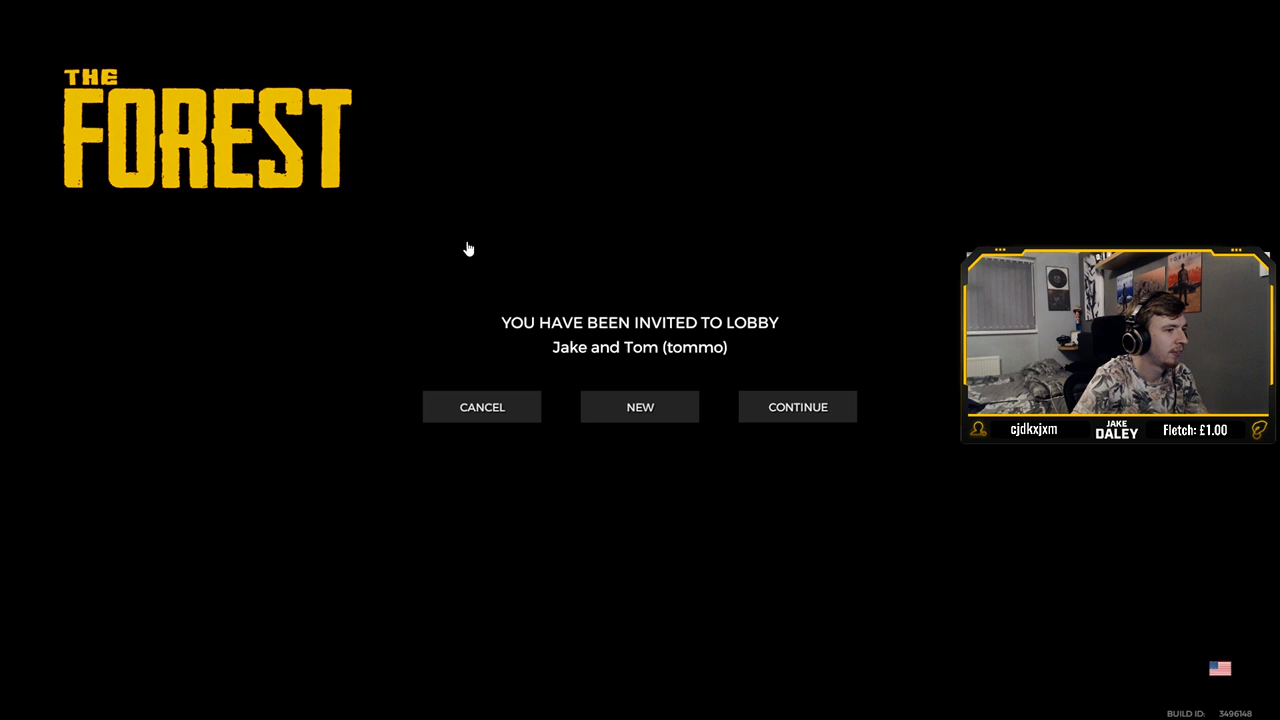 THE
FOREST
YOU HAVE BEEN INVITED TO LOBBY
Jake and Tom (tommo)
CANCEL
NEW
CONTINUE
cjdkxjxm
JAKE
DALEY
Fletch: £1.00
BUILD ID: 3496148